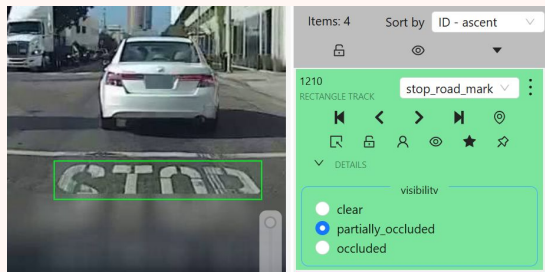 STOP
Items: 4 Sort by ID - ascent
1210
RECTANGLE TRACK
stop_road_mark
DETAILS
visibility
clear
partially_occluded
occluded